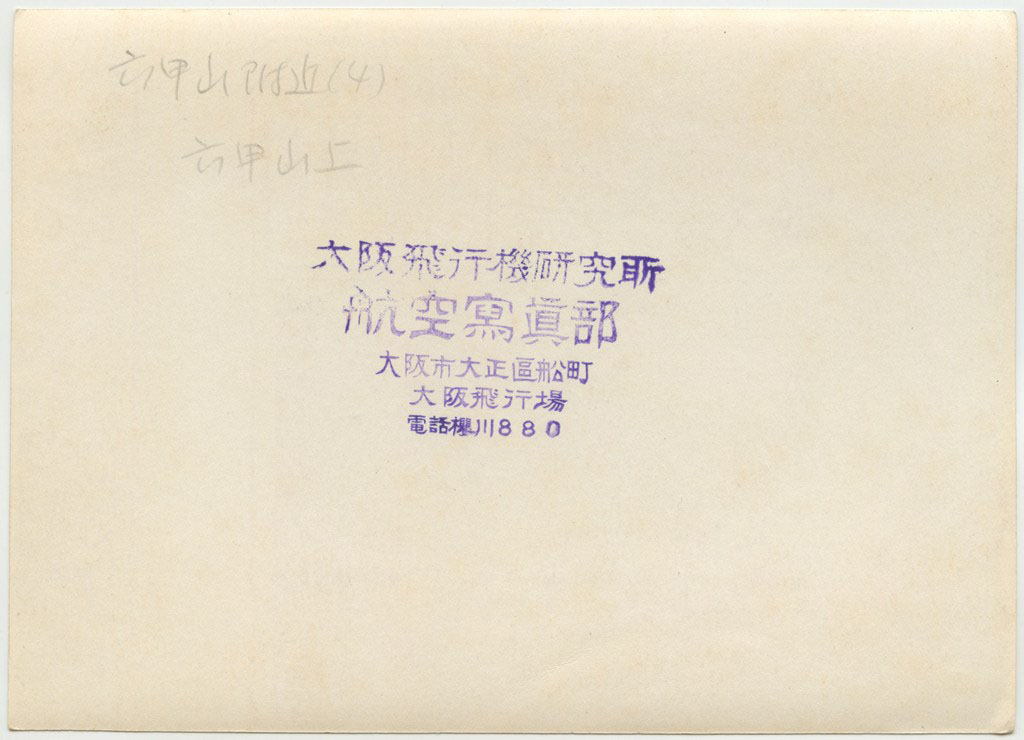 六甲山附近(4)
六甲山上
大阪飛行機硏究所
航空寫眞部
大阪市大正區船町
大阪飛行場
電話櫻川880